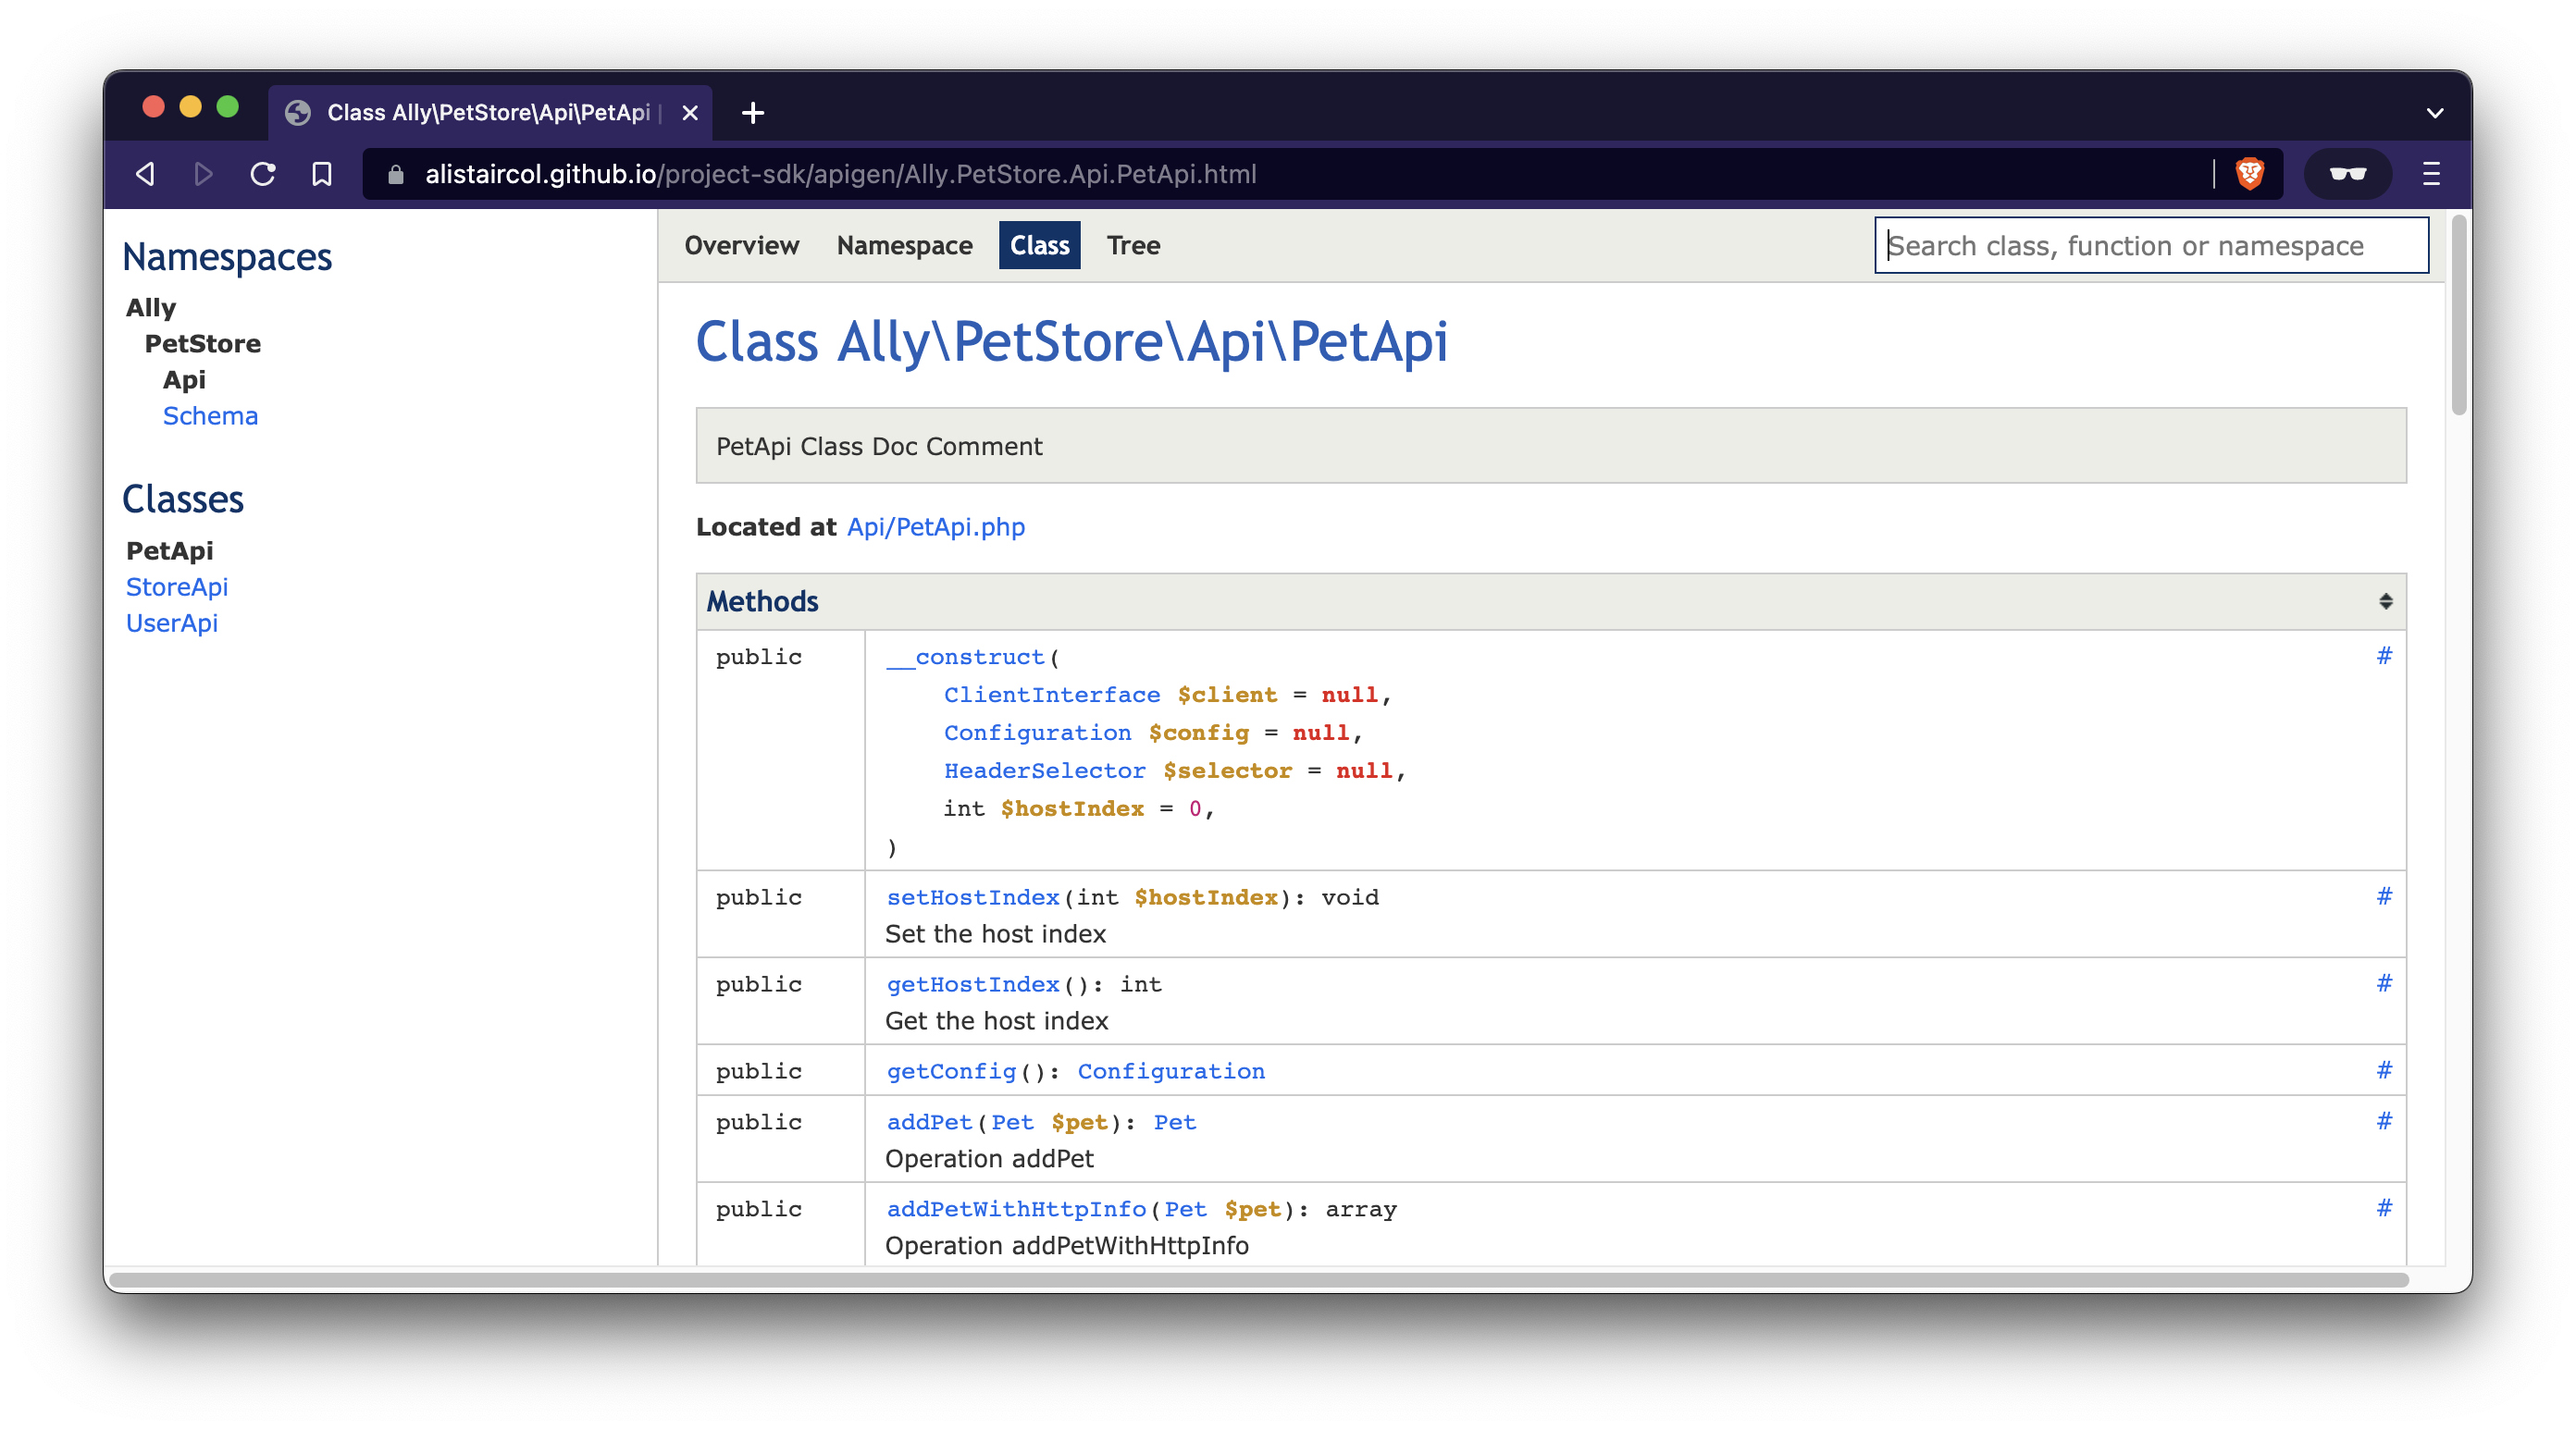 Class Ally\PetStore\Api\PetApi |
alistaircol.github.io/project-sdk/apigen/Ally.PetStore.Api.PetApi.html
Namespaces
Ally
PetStore
Api
Schema
Classes
PetApi
StoreApi
UserApi
Overview Namespace Class Tree
Search class, function or namespace
Class Ally\PetStore\Api\PetApi
PetApi Class Doc Comment
Located at Api/PetApi.php
Methods
public __construct( #
ClientInterface $client = null,
Configuration $config = null,
HeaderSelector $selector = null,
int $hostIndex = 0,
)
public setHostIndex(int $hostIndex): void #
Set the host index
public getHostIndex(): int #
Get the host index
public getConfig(): Configuration #
public addPet(Pet $pet): Pet #
Operation addPet
public addPetWithHttpInfo(Pet $pet): array #
Operation addPetWithHttpInfo